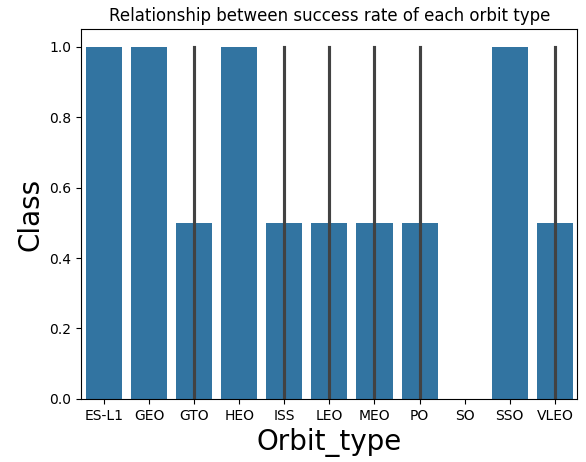 Relationship between success rate of each orbit type
1.0
0.8
0.6
0.4
0.2
0.0
Class
ES-L1 GEO GTO HEO ISS LEO MEO PO SO SSO VLEO
Orbit_type